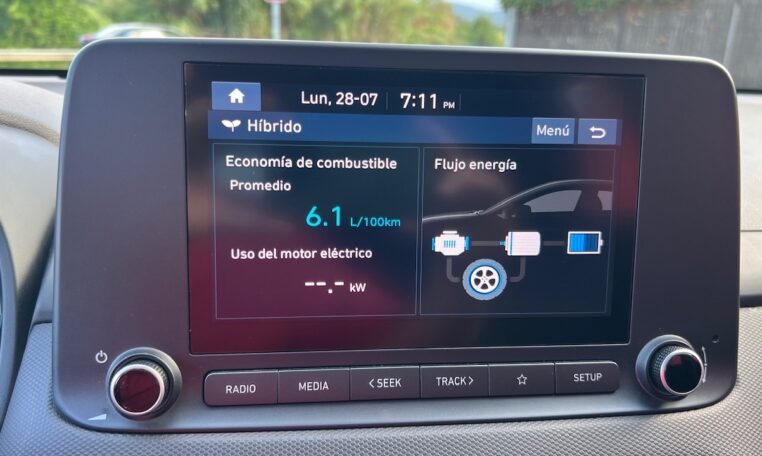 Lun, 28-07 7:11 PM
Híbrido
Menú
Economía de combustible
Promedio
6.1 L/100km
Uso del motor eléctrico
--.- kW
Flujo energía
RADIO
MEDIA
< SEEK
TRACK >
SETUP